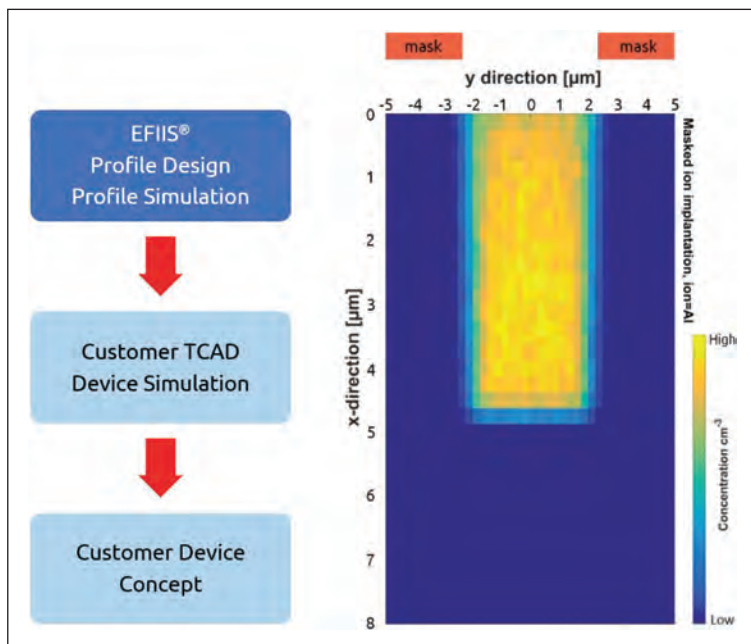 EFIIS®
Profile Design
Profile Simulation
Customer TCAD
Device Simulation
Customer Device
Concept
mask
mask
y direction [µm]
-5 -4 -3 -2 -1 0 1 2 3 4 5
0
1
2
3
4
5
6
7
8
x-direction [µm]
Masked ion implantation, ion=Al
High
Low
Concentration cm-3